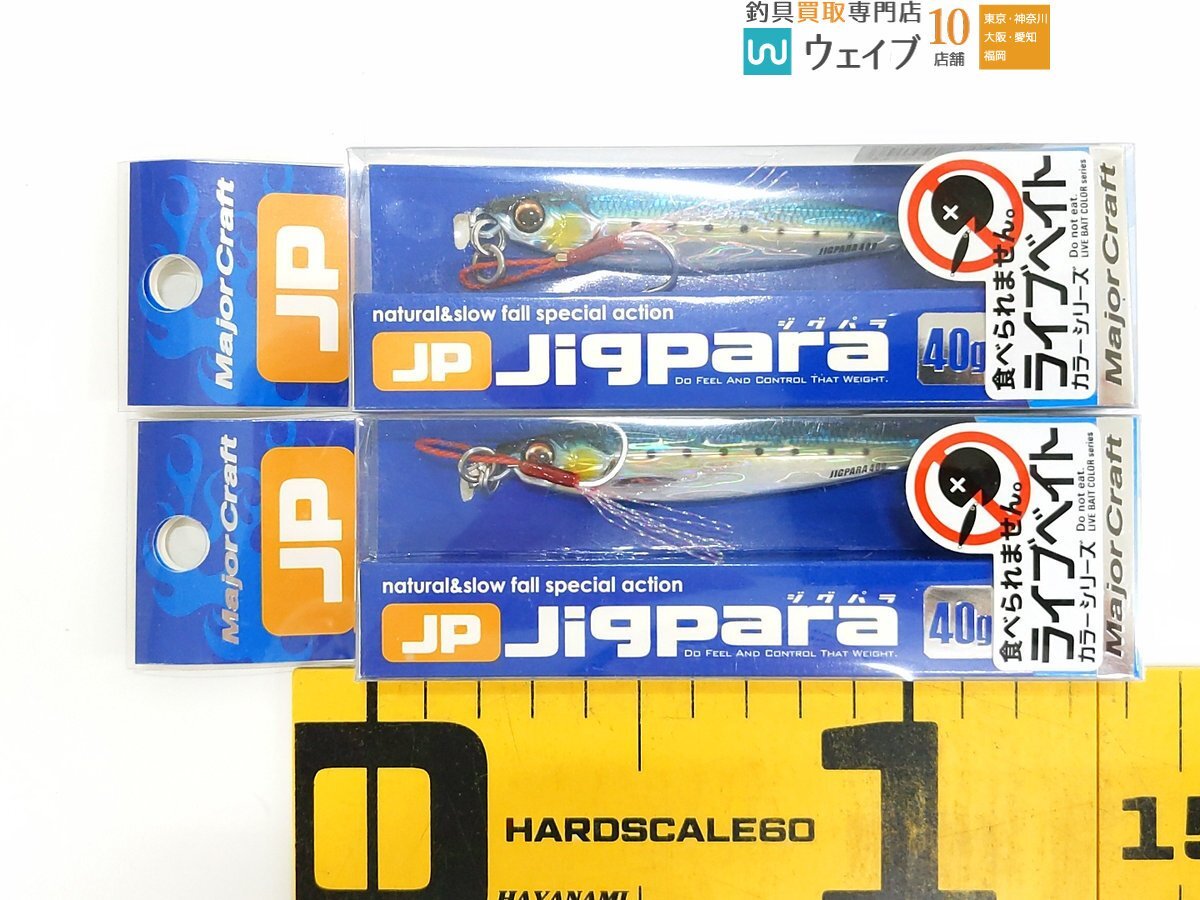 釣具買取専門店
ウェイブ
10
店舗
東京・神奈川
大阪・愛知
福岡
Major Craft
JP
natural&slow fall special action
JP Jigpara
ジグパラ
DO FEEL AND CONTROL THAT WEIGHT.
40g
JIGPARA 40g
食べられません。
ライブベイト
カラーシリーズ
Do not eat.
LIVE BAIT COLOR series
Major Craft
Major Craft
JP
natural&slow fall special action
JP Jigpara
ジグパラ
DO FEEL AND CONTROL THAT WEIGHT.
40g
JIGPARA 40g
食べられません。
ライブベイト
カラーシリーズ
Do not eat.
LIVE BAIT COLOR series
Major Craft
0
1
15
HARDSCALE60
HAYANAMI